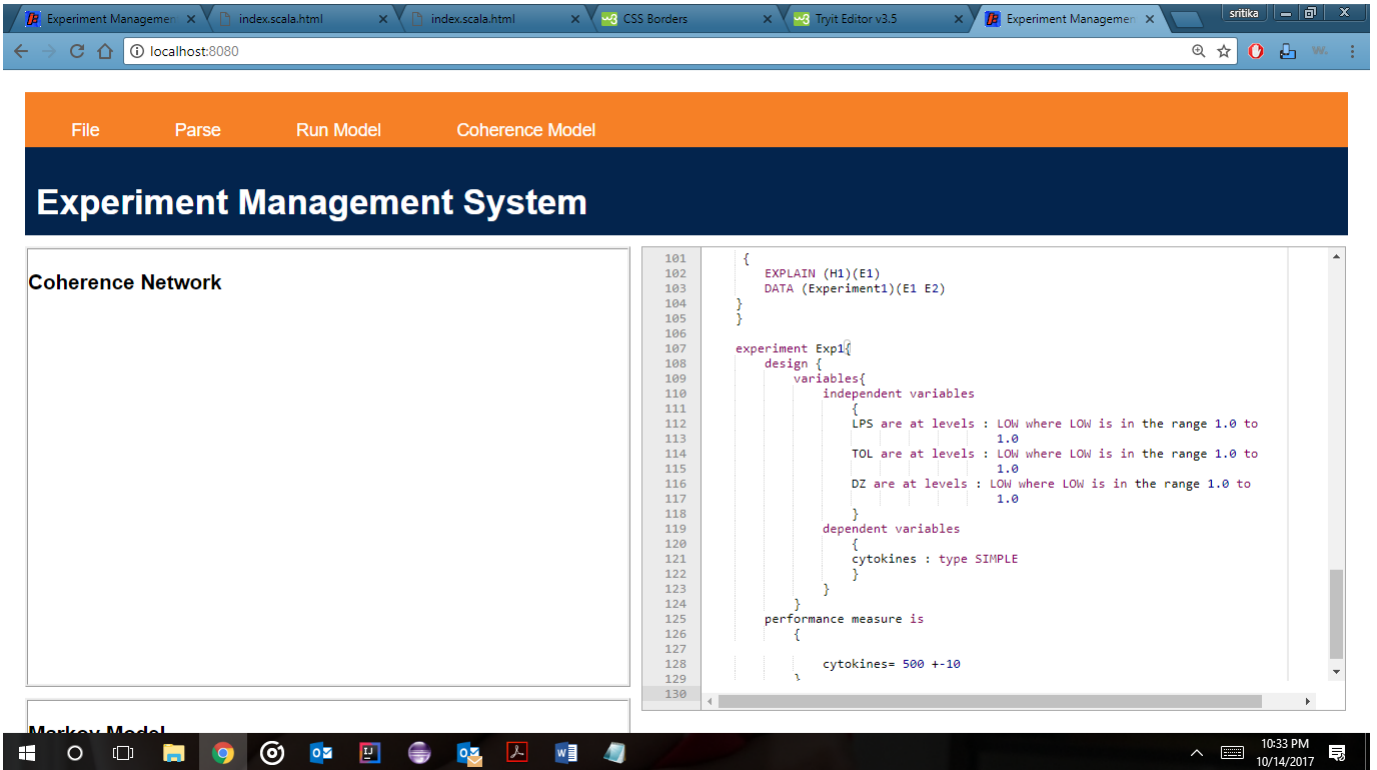 Experiment Managemen
index.scala.html
index.scala.html
CSS Borders
Tryit Editor v3.5
Experiment Managemen
sritika
localhost:8080
File Parse Run Model Coherence Model
Experiment Management System
Coherence Network
101 {
102 EXPLAIN (H1)(E1)
103 DATA (Experiment1)(E1 E2)
104 }
105 }
106
107 experiment Exp1{
108 design {
109 variables{
110 independent variables
111 {
112 LPS are at levels : LOW where LOW is in the range 1.0 to
113 1.0
114 TOL are at levels : LOW where LOW is in the range 1.0 to
115 1.0
116 DZ are at levels : LOW where LOW is in the range 1.0 to
117 1.0
118 }
119 dependent variables
120 {
121 cytokines : type SIMPLE
122 }
123 }
124 }
125 performance measure is
126 {
127
128 cytokines= 500 +-10
129 }
130
Markov Model
10:33 PM
10/14/2017